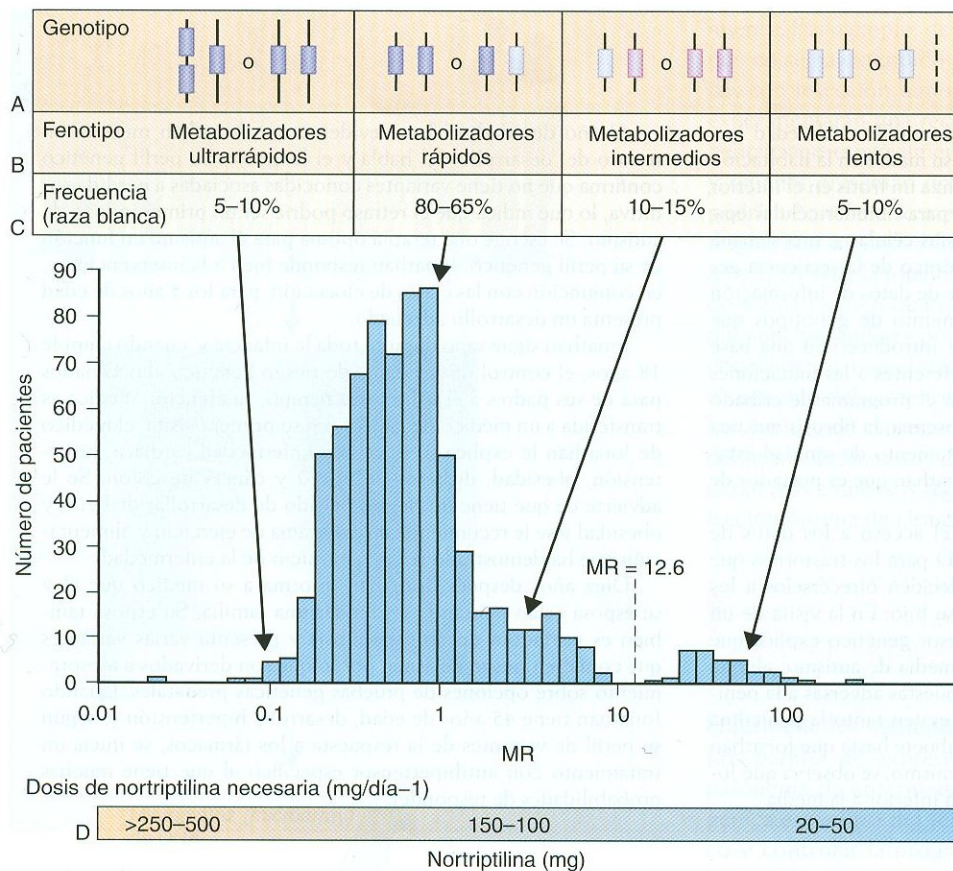 Genotipo
o
o
o
o
A
Fenotipo
Metabolizadores
ultrarrápidos
Metabolizadores
rápidos
Metabolizadores
intermedios
Metabolizadores
lentos
B
Frecuencia
(raza blanca)
5–10%
80–65%
10–15%
5–10%
C
Número de pacientes
90
80
70
60
50
40
30
20
10
0
MR = 12.6
0.01
0.1
1
10
100
MR
Dosis de nortriptilina necesaria (mg/día–1)
D
>250–500
150–100
20–50
Nortriptilina (mg)